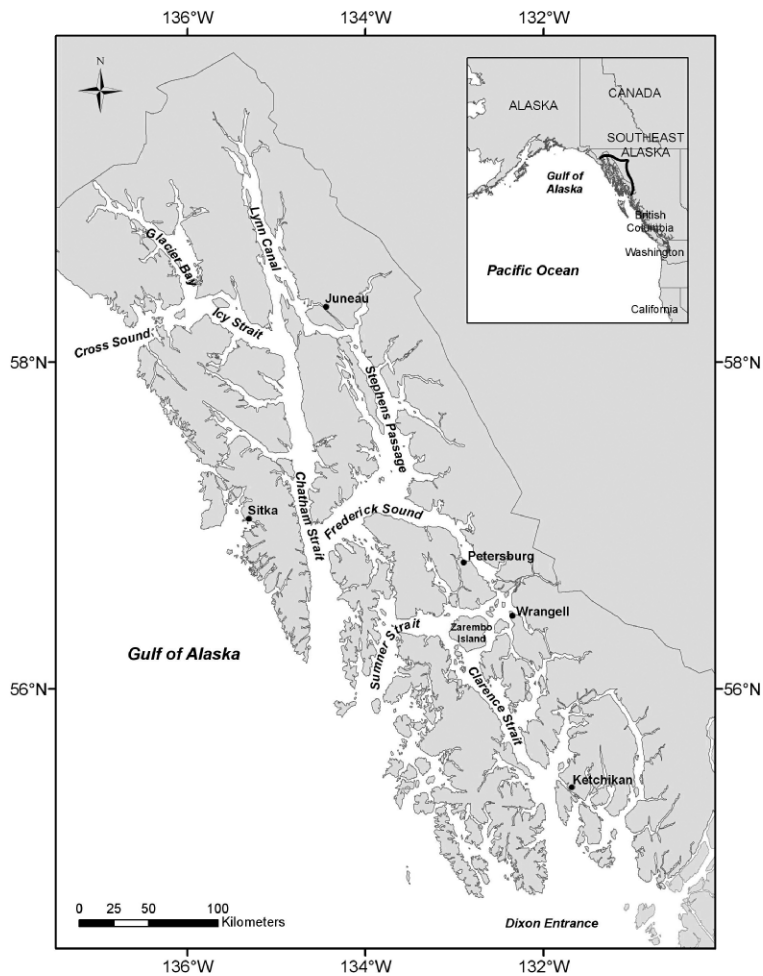 136°W 134°W 132°W
N
ALASKA
CANADA
SOUTHEAST
ALASKA
Gulf of
Alaska
British
Columbia
Washington
Pacific Ocean
California
Glacier Bay
Lynn Canal
Juneau
Icy Strait
Cross Sound
58°N 58°N
Stephens Passage
Chatham Strait
Sitka
Frederick Sound
Petersburg
Wrangell
Zarembo
Island
Sumner Strait
Gulf of Alaska
Clarence Strait
56°N 56°N
Ketchikan
0 25 50 100
Kilometers
Dixon Entrance
136°W 134°W 132°W